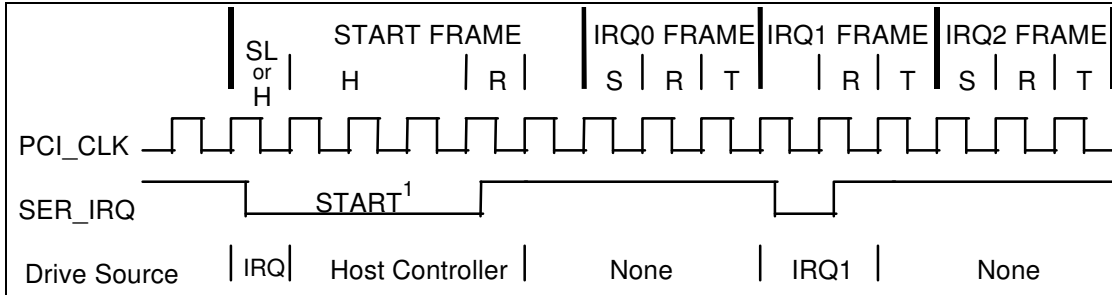 START FRAME IRQ0 FRAME IRQ1 FRAME IRQ2 FRAME
SL
or
H
H R S R T R T S R T
PCI_CLK
SER_IRQ START1
Drive Source IRQ Host Controller None IRQ1 None